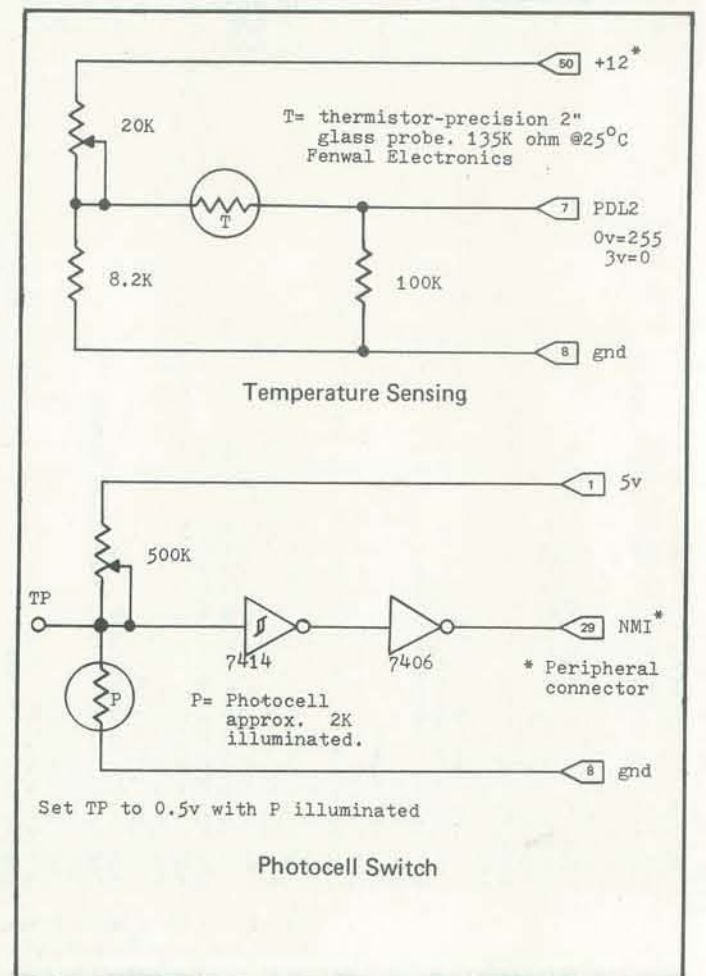 50 +12*
20K
T= thermistor-precision 2"
glass probe. 135K ohm @25°C
Fenwal Electronics
T
7 PDL2
0v=255
3v=0
8.2K
100K
8 gnd
Temperature Sensing
1 5v
500K
TP
7414
7406
29 NMI*
* Peripheral
connector
P
P= Photocell
approx. 2K
illuminated.
8 gnd
Set TP to 0.5v with P illuminated
Photocell Switch